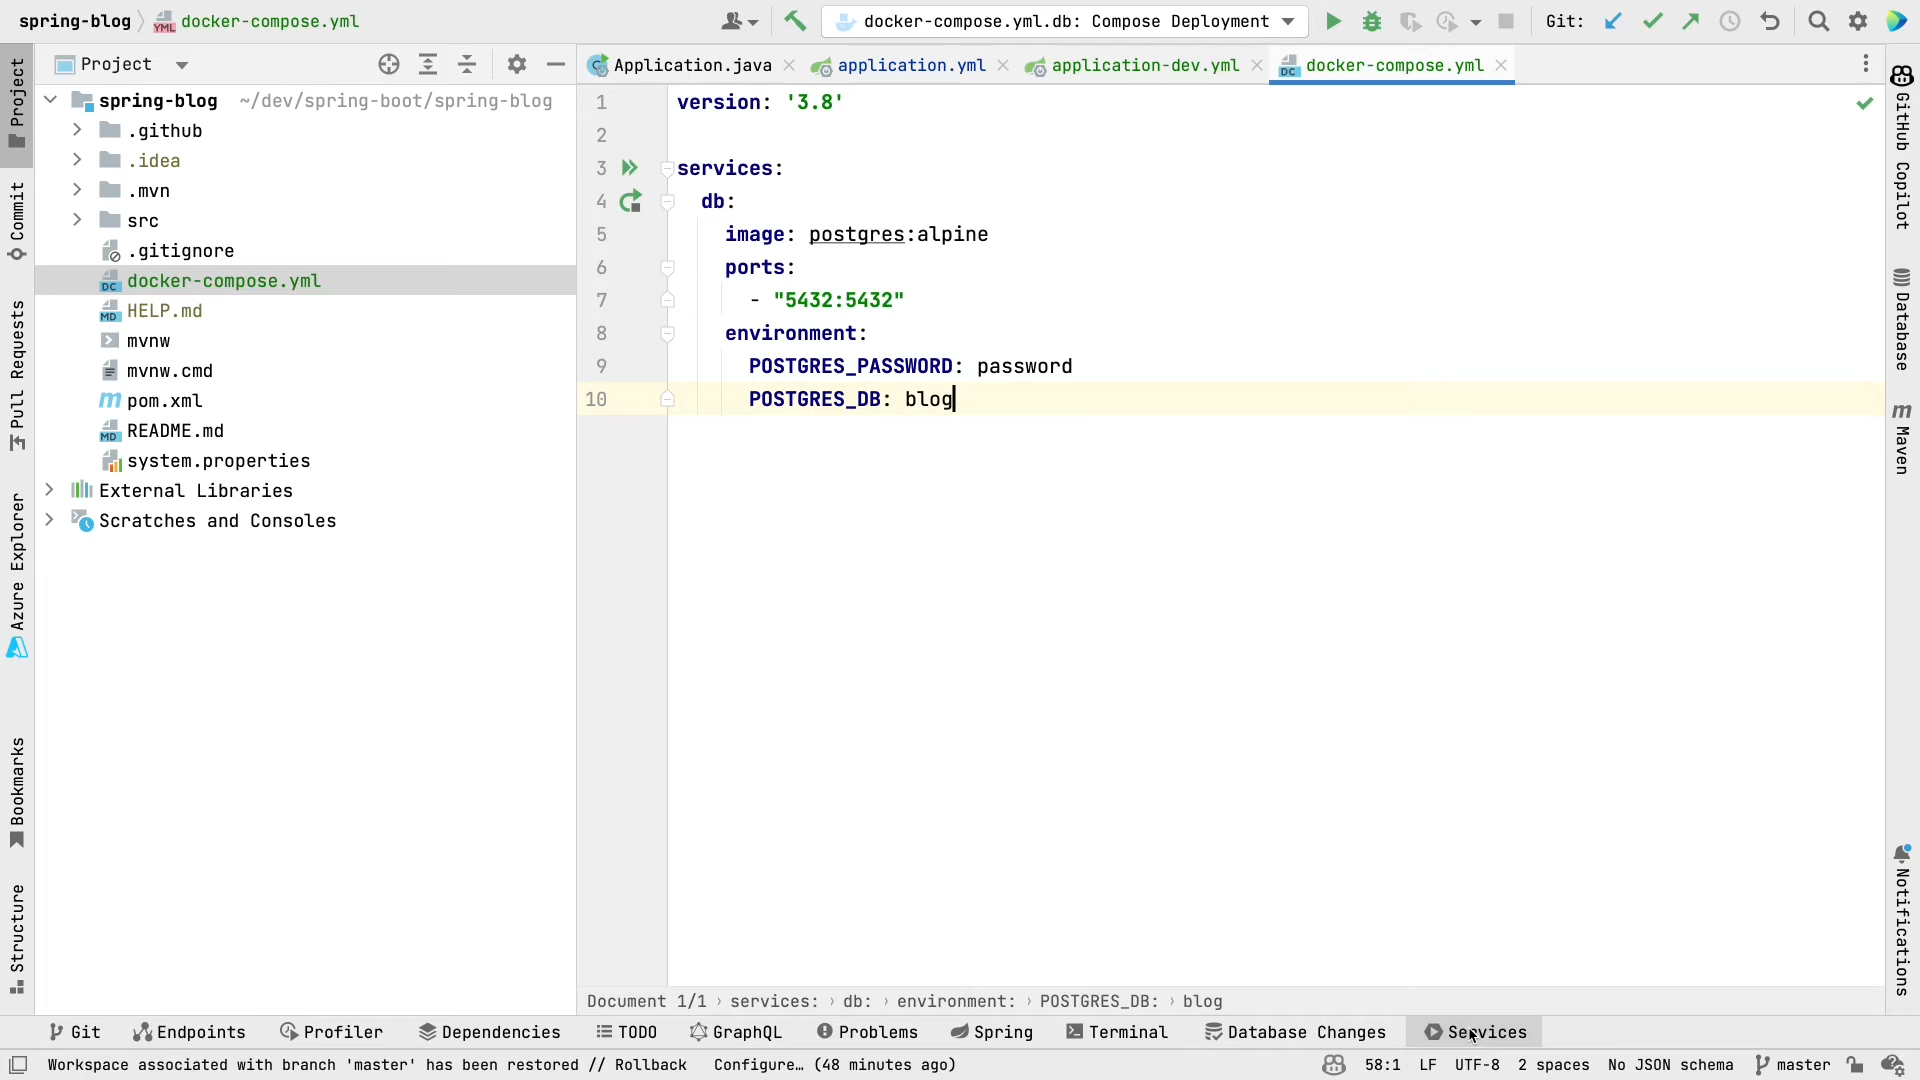 spring-blog docker-compose.yml docker-compose.yml.db: Compose Deployment Git:
Project
Commit
Pull Requests
Azure Explorer
Bookmarks
Structure
Project
spring-blog ~/dev/spring-boot/spring-blog
.github
.idea
.mvn
src
.gitignore
docker-compose.yml
HELP.md
mvnw
mvnw.cmd
pom.xml
README.md
system.properties
External Libraries
Scratches and Consoles
Application.java application.yml application-dev.yml docker-compose.yml
1 version: '3.8'
2
3 services:
4 db:
5 image: postgres:alpine
6 ports:
7 - "5432:5432"
8 environment:
9 POSTGRES_PASSWORD: password
10 POSTGRES_DB: blog
Document 1/1 › services: › db: › environment: › POSTGRES_DB: › blog
GitHub Copilot
Database
Maven
Notifications
Git Endpoints Profiler Dependencies TODO GraphQL Problems Spring Terminal Database Changes Services
Workspace associated with branch 'master' has been restored // Rollback Configure… (48 minutes ago) 58:1 LF UTF-8 2 spaces No JSON schema master